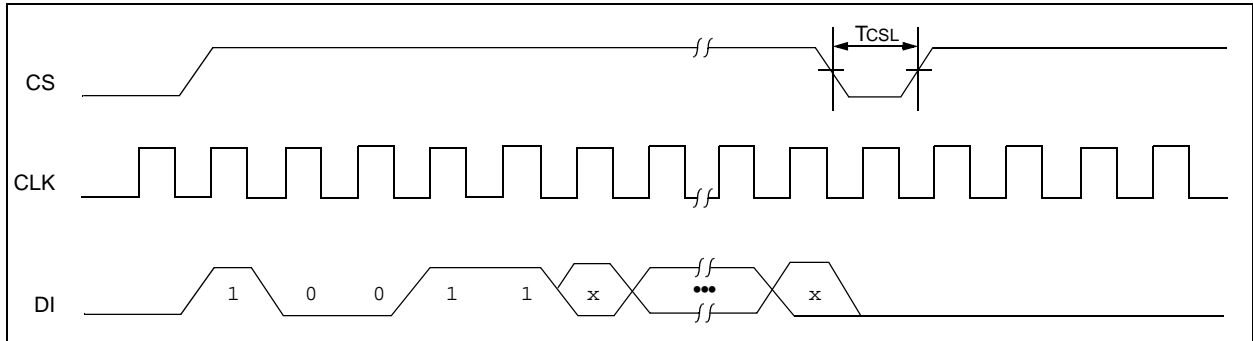 TCSL
CS
CLK
1 0 0 1 1 x ••• x
DI